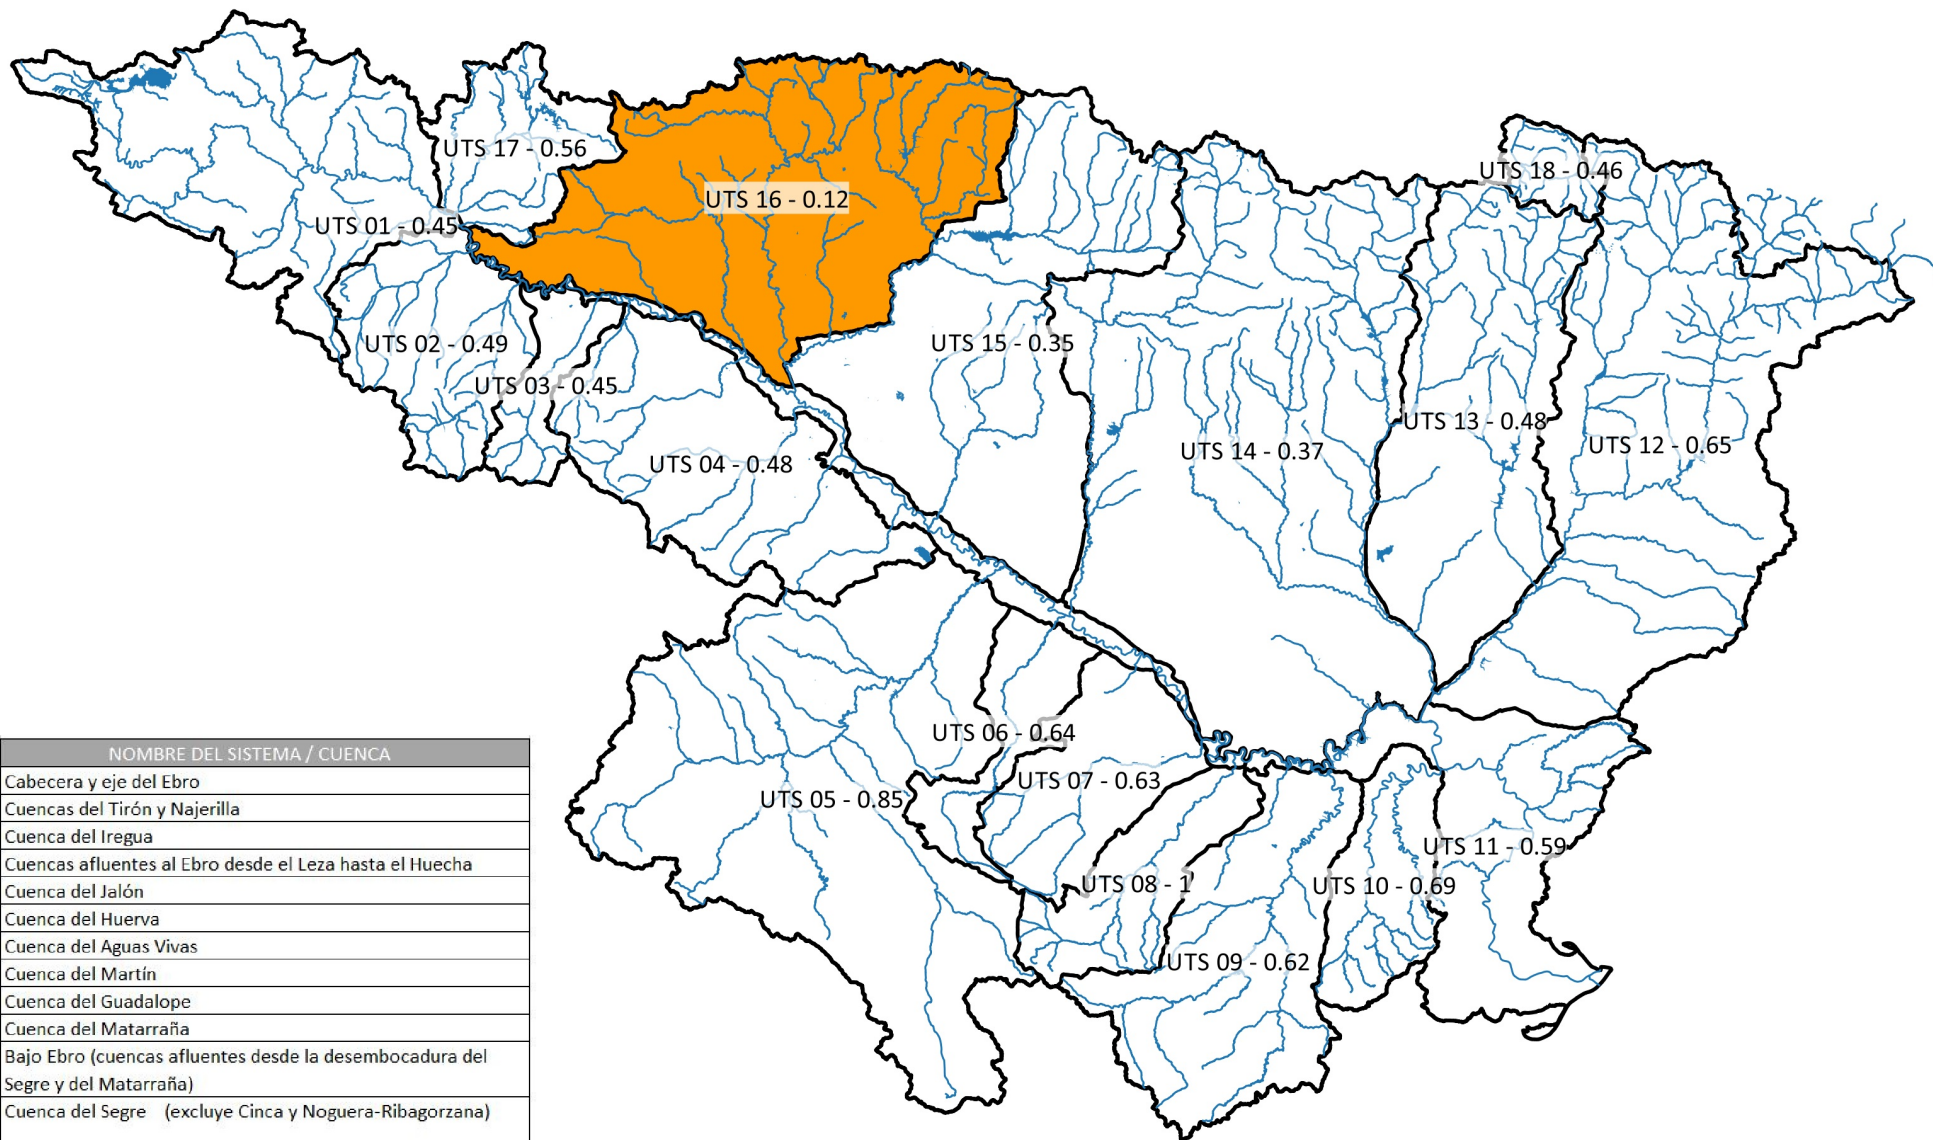 UTS 17 - 0.56
UTS 18 - 0.46
UTS 16 - 0.12
UTS 01 - 0.45
UTS 02 - 0.49
UTS 15 - 0.35
UTS 03 - 0.45
UTS 13 - 0.48
UTS 12 - 0.65
UTS 14 - 0.37
UTS 04 - 0.48
UTS 06 - 0.64
UTS 07 - 0.63
UTS 05 - 0.85
UTS 11 - 0.59
UTS 08 - 1
UTS 10 - 0.69
UTS 09 - 0.62
NOMBRE DEL SISTEMA / CUENCA
Cabecera y eje del Ebro
Cuencas del Tirón y Najerilla
Cuenca del Iregua
Cuencas afluentes al Ebro desde el Leza hasta el Huecha
Cuenca del Jalón
Cuenca del Huerva
Cuenca del Aguas Vivas
Cuenca del Martín
Cuenca del Guadalope
Cuenca del Matarraña
Bajo Ebro (cuencas afluentes desde la desembocadura del
Segre y del Matarraña)
Cuenca del Segre (excluye Cinca y Noguera-Ribagorzana)